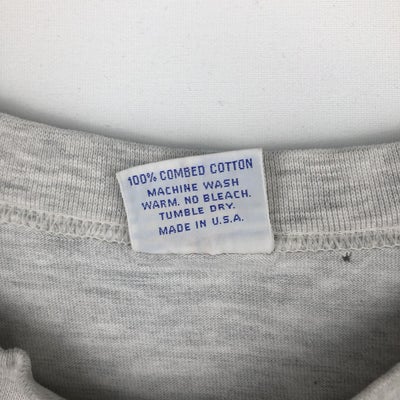 100% COMBED COTTON
MACHINE WASH
WARM. NO BLEACH.
TUMBLE DRY.
MADE IN U.S.A.